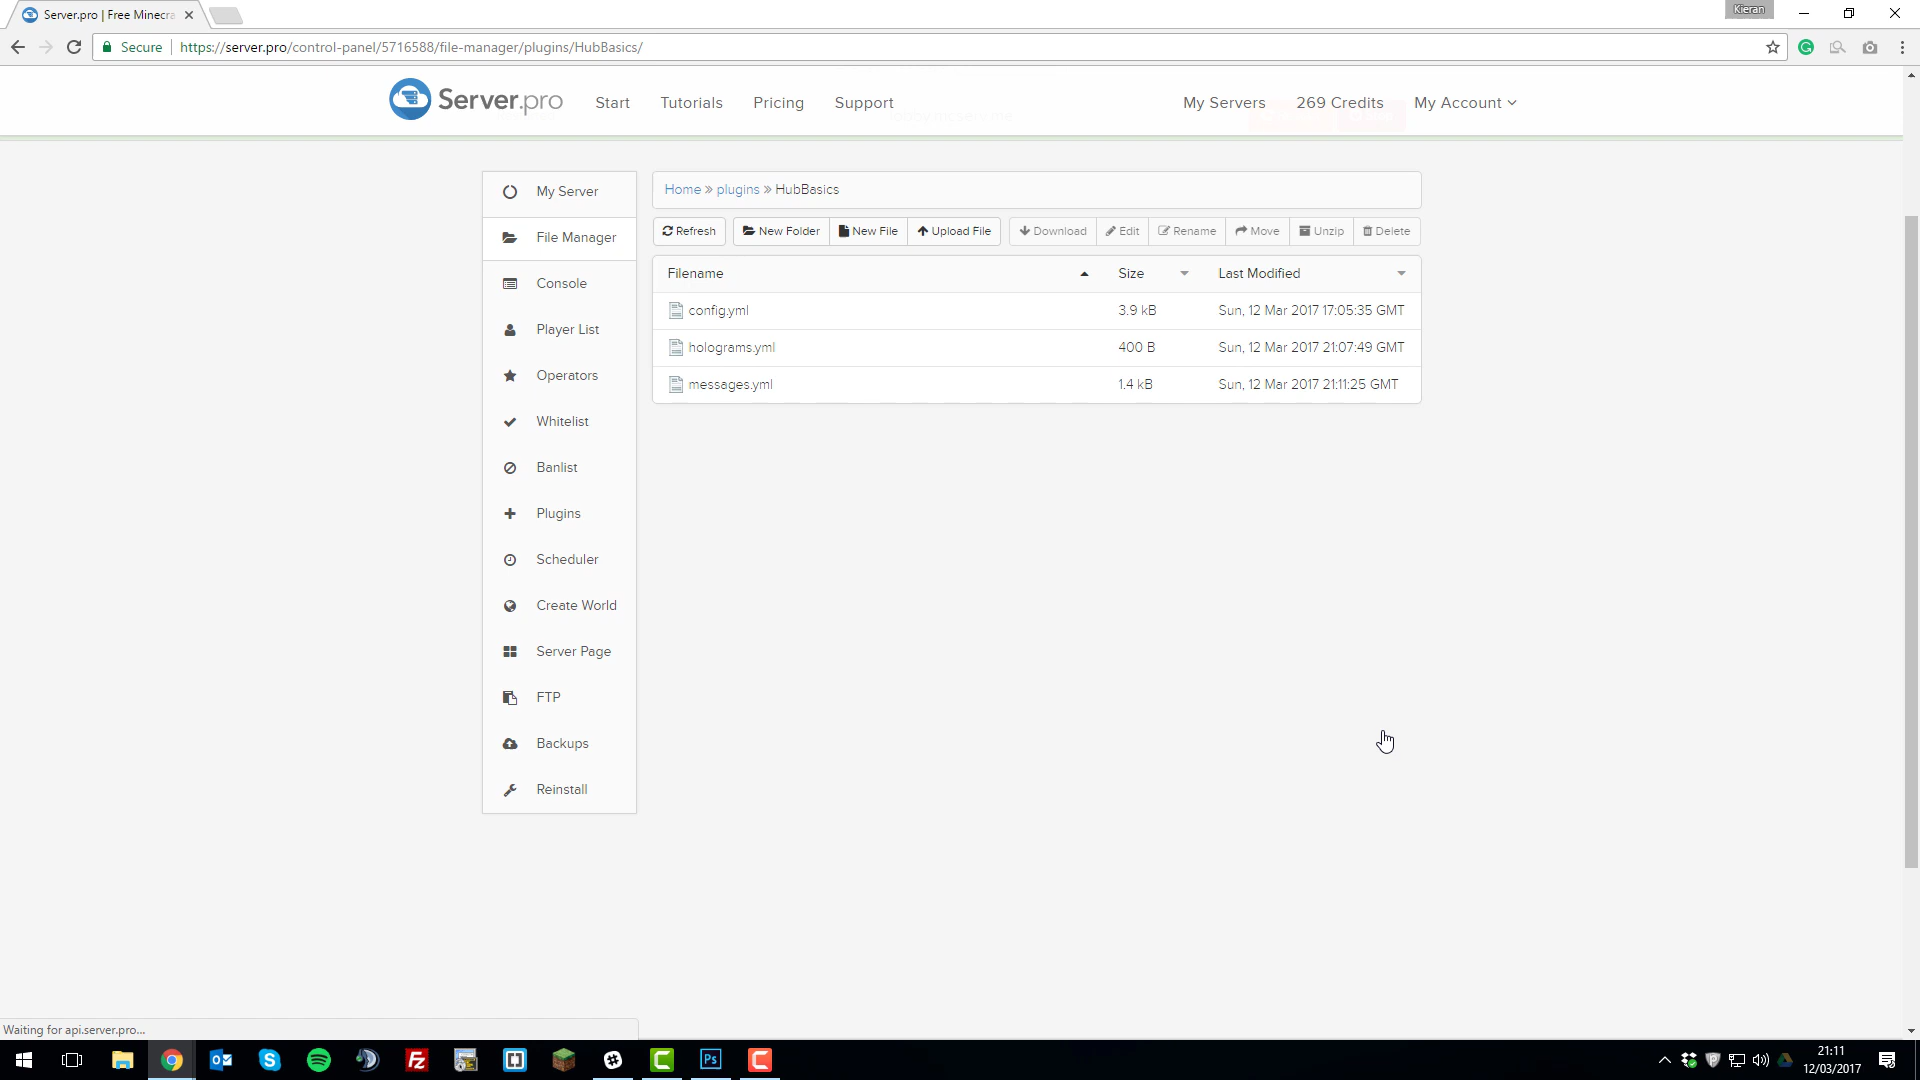 Server.pro | Free Minecra
Kieran
Secure
https://server.pro/control-panel/5716588/file-manager/plugins/HubBasics/
Server.pro
Start
Tutorials
Pricing
Support
My Servers
269 Credits
My Account
My Server
File Manager
Console
Player List
Operators
Whitelist
Banlist
Plugins
Scheduler
Create World
Server Page
FTP
Backups
Reinstall
Home » plugins » HubBasics
Refresh
New Folder
New File
Upload File
Download
Edit
Rename
Move
Unzip
Delete
Filename Size Last Modified
config.yml 3.9 kB Sun, 12 Mar 2017 17:05:35 GMT
holograms.yml 400 B Sun, 12 Mar 2017 21:07:49 GMT
messages.yml 1.4 kB Sun, 12 Mar 2017 21:11:25 GMT
Waiting for api.server.pro...
21:11
12/03/2017